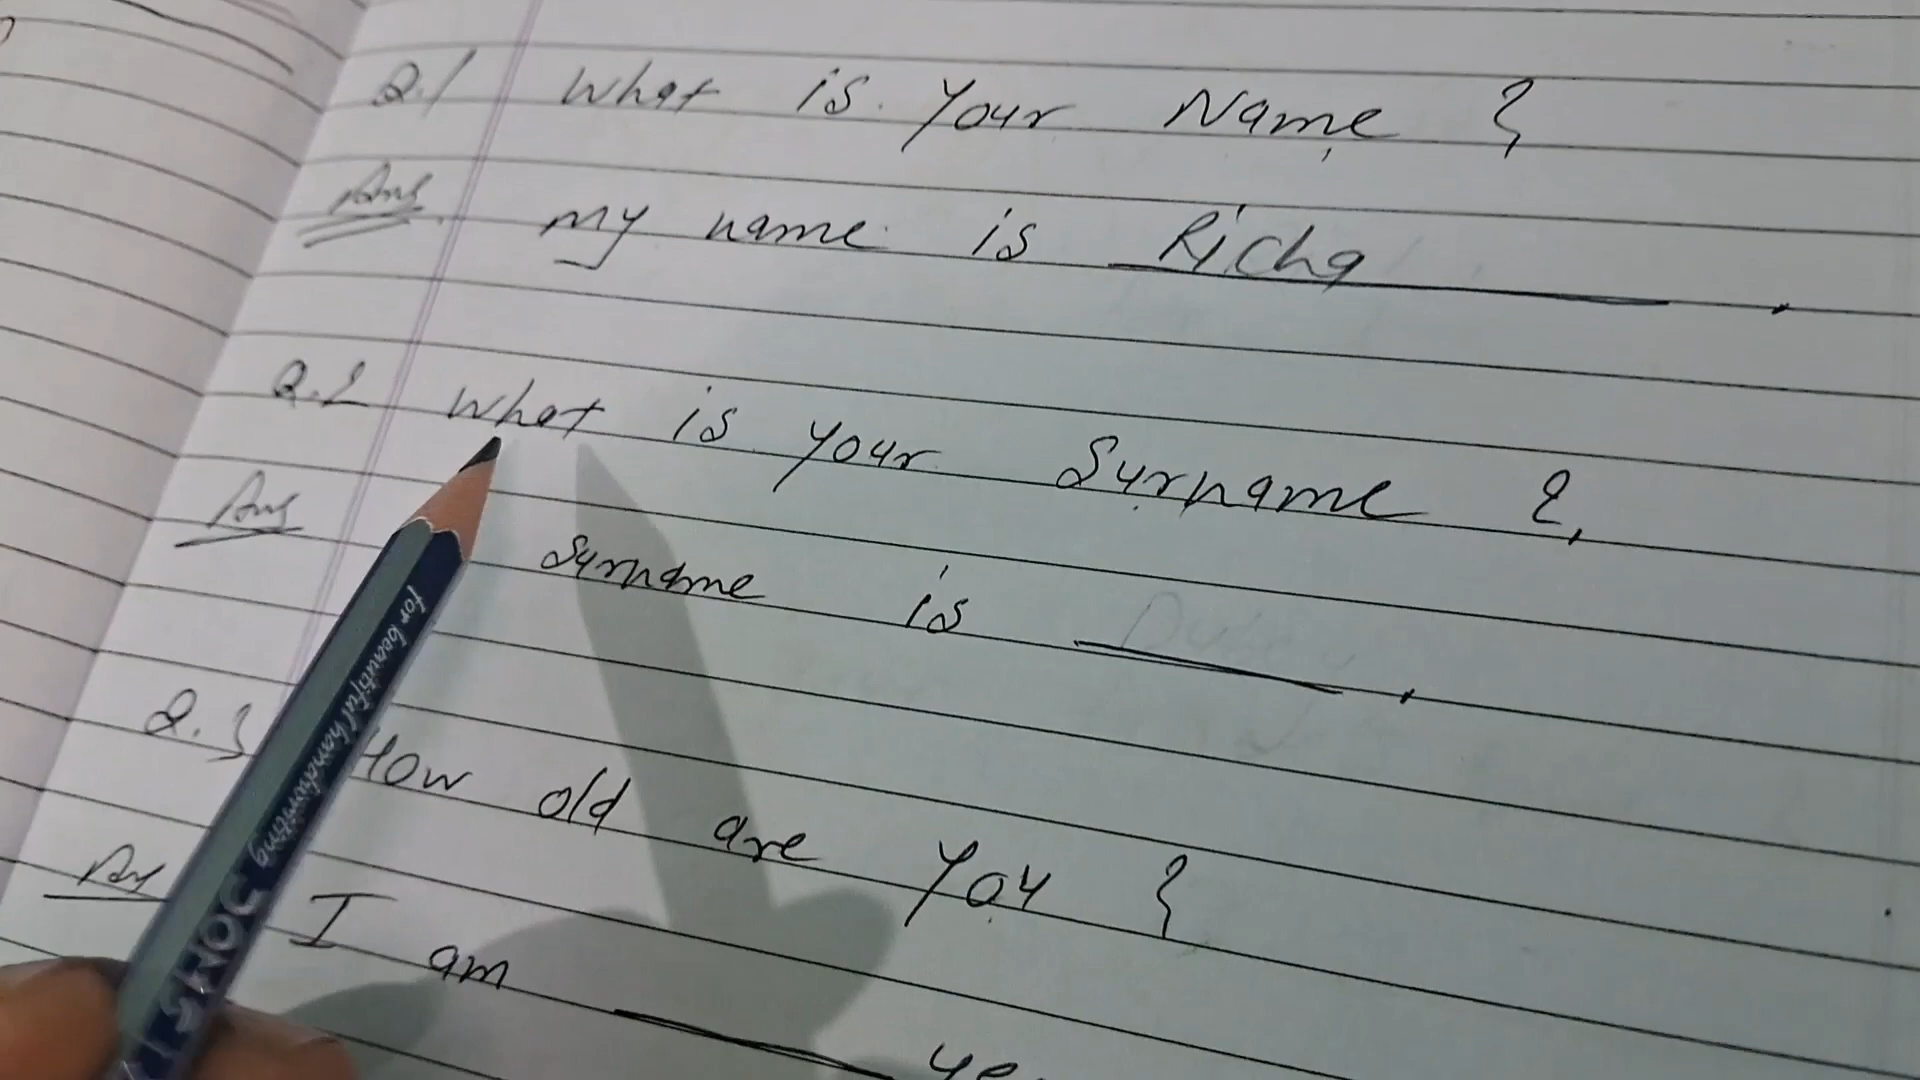 Q.1 What is Your Name ?
Ans my name is Richa .
Q.2 What is your Surname ?
Ans Surname is .
Q.3 How old are You ?
Ans I am
for beautiful handwriting
DOMS